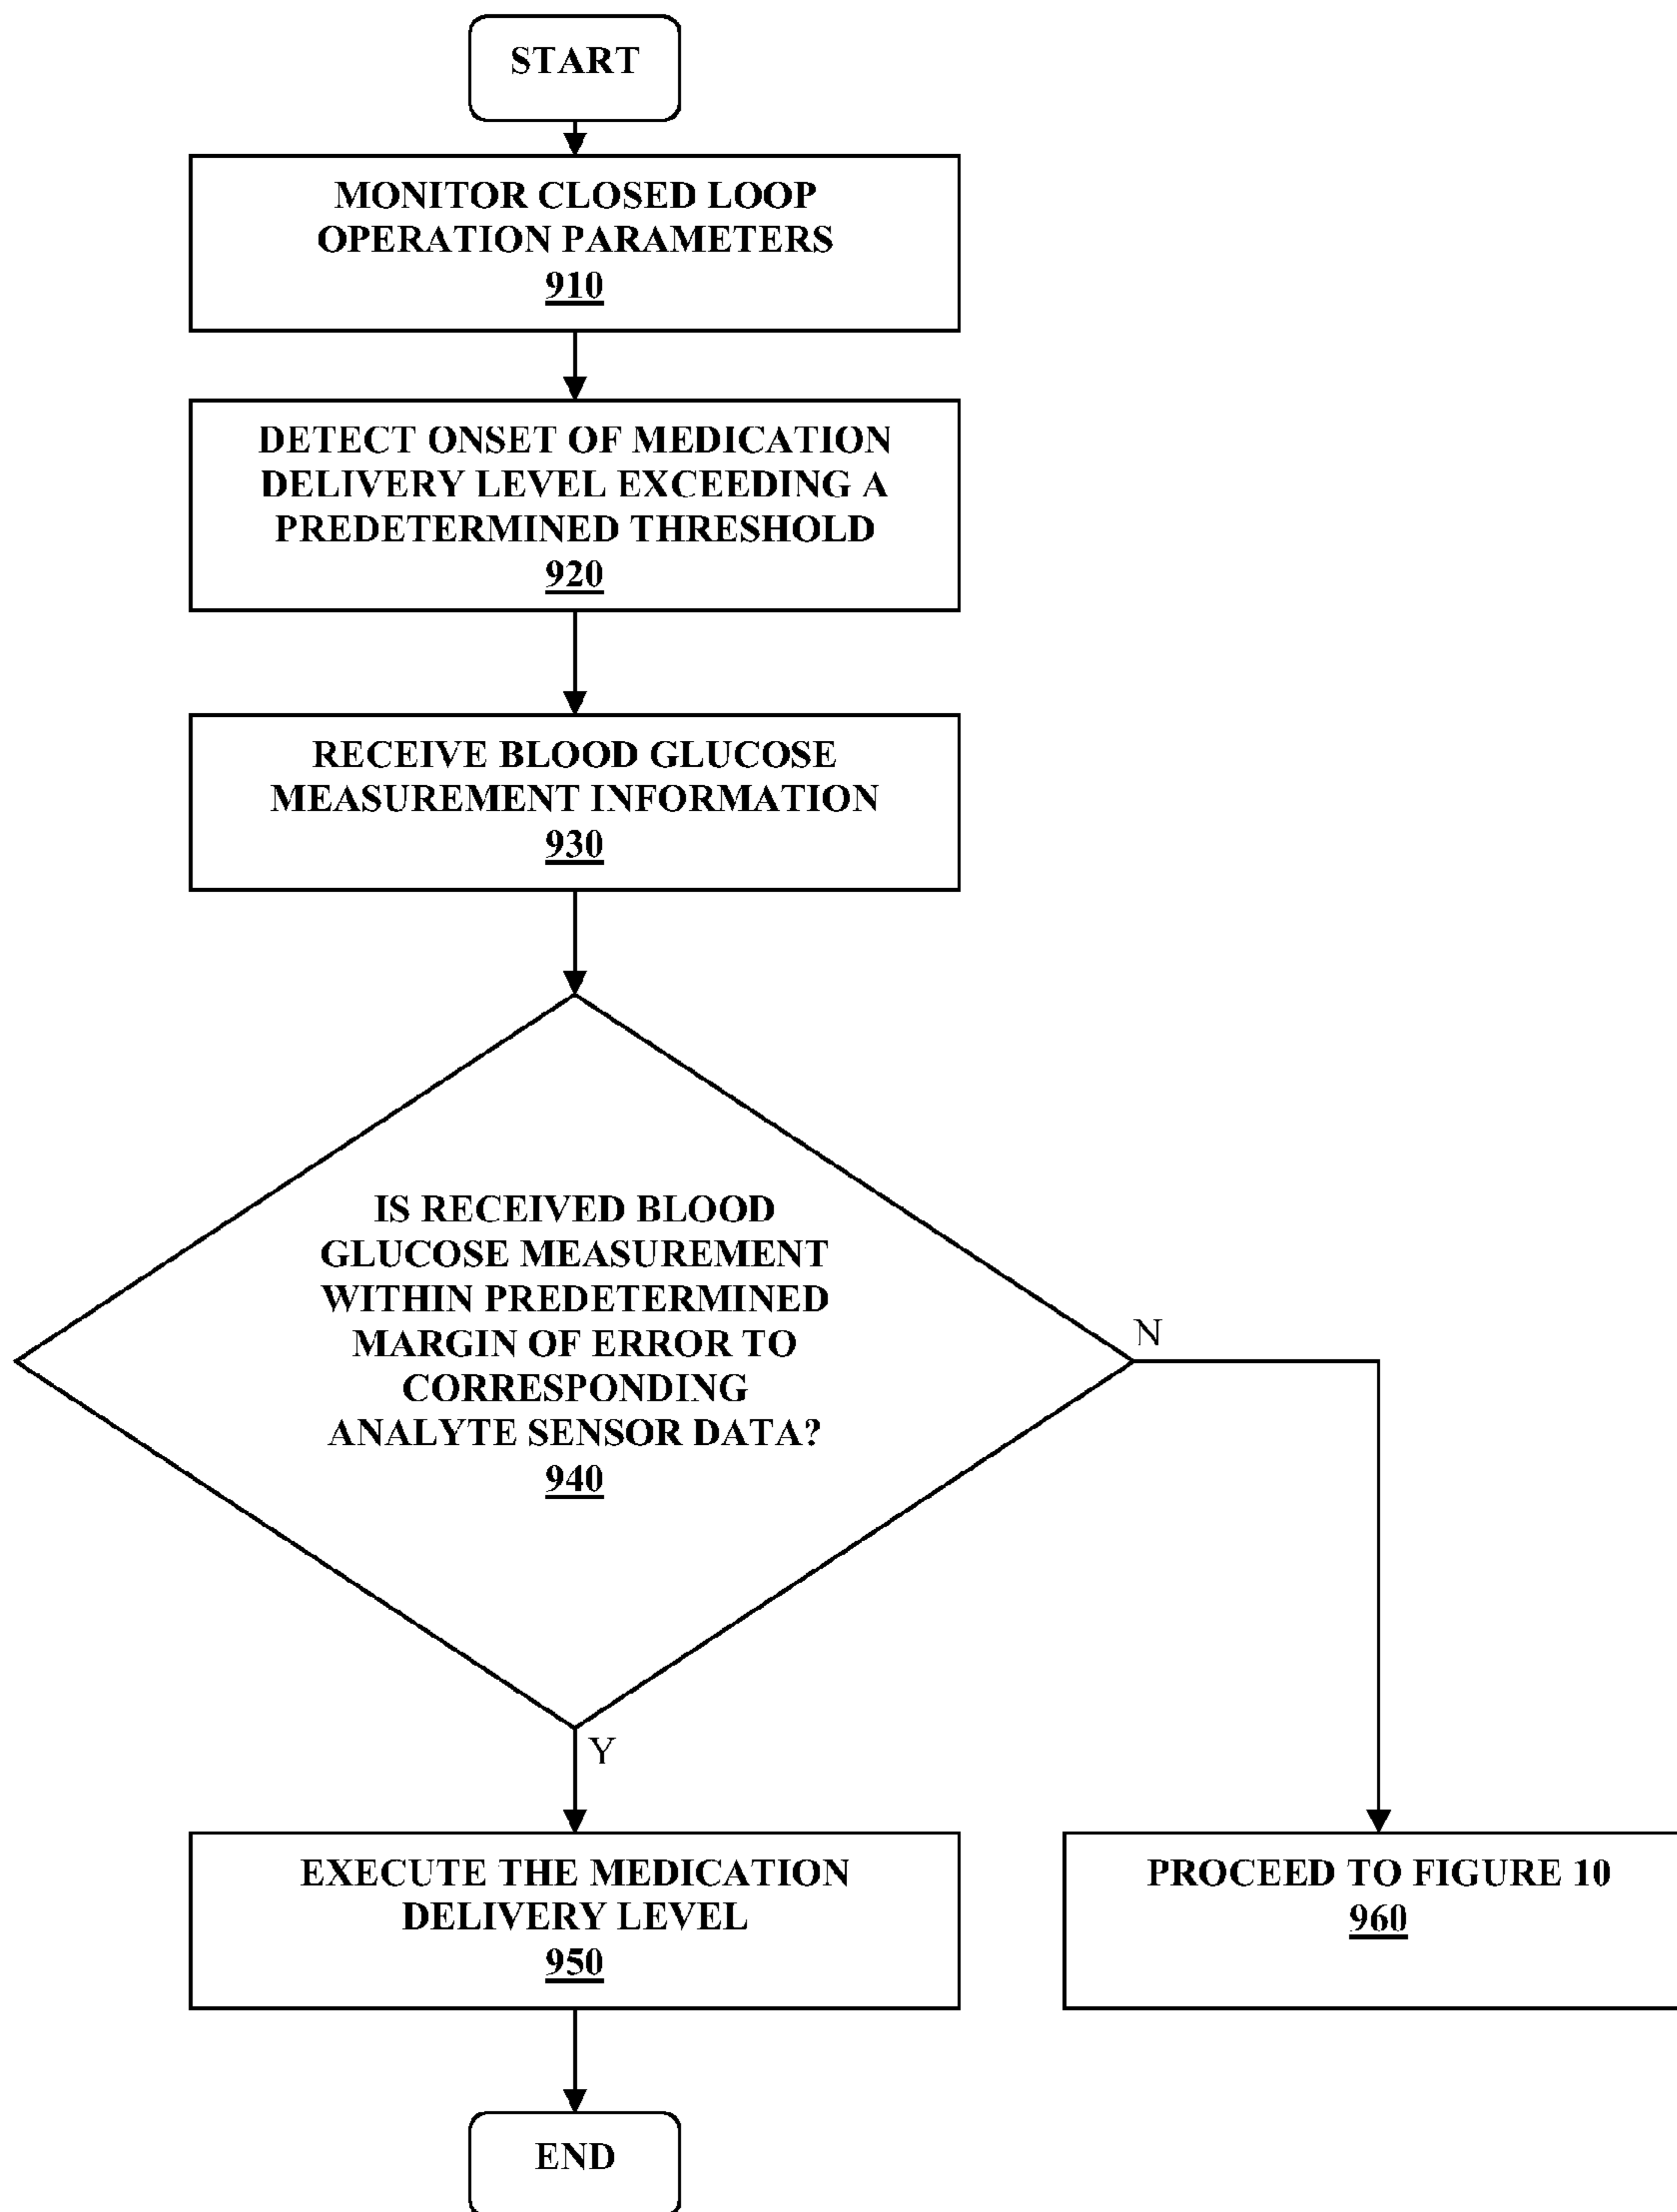 START
MONITOR CLOSED LOOP
OPERATION PARAMETERS
910
DETECT ONSET OF MEDICATION
DELIVERY LEVEL EXCEEDING A
PREDETERMINED THRESHOLD
920
RECEIVE BLOOD GLUCOSE
MEASUREMENT INFORMATION
930
IS RECEIVED BLOOD
GLUCOSE MEASUREMENT
WITHIN PREDETERMINED
MARGIN OF ERROR TO
CORRESPONDING
ANALYTE SENSOR DATA?
940
N
Y
EXECUTE THE MEDICATION
DELIVERY LEVEL
950
PROCEED TO FIGURE 10
960
END